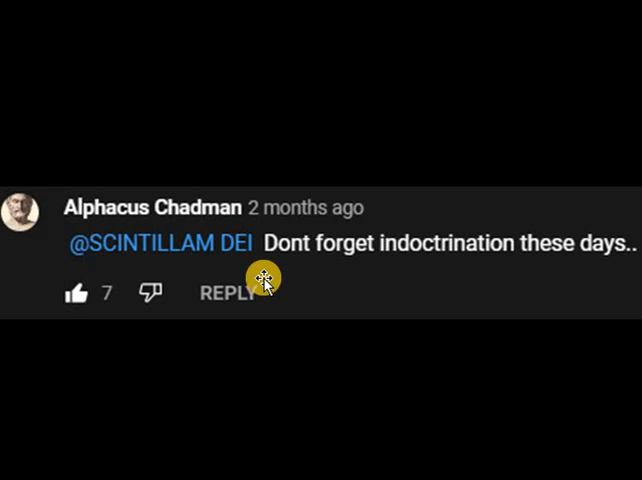 Alphacus Chadman 2 months ago
@SCINTILLAM DEI Dont forget indoctrination these days..
7 REPLY